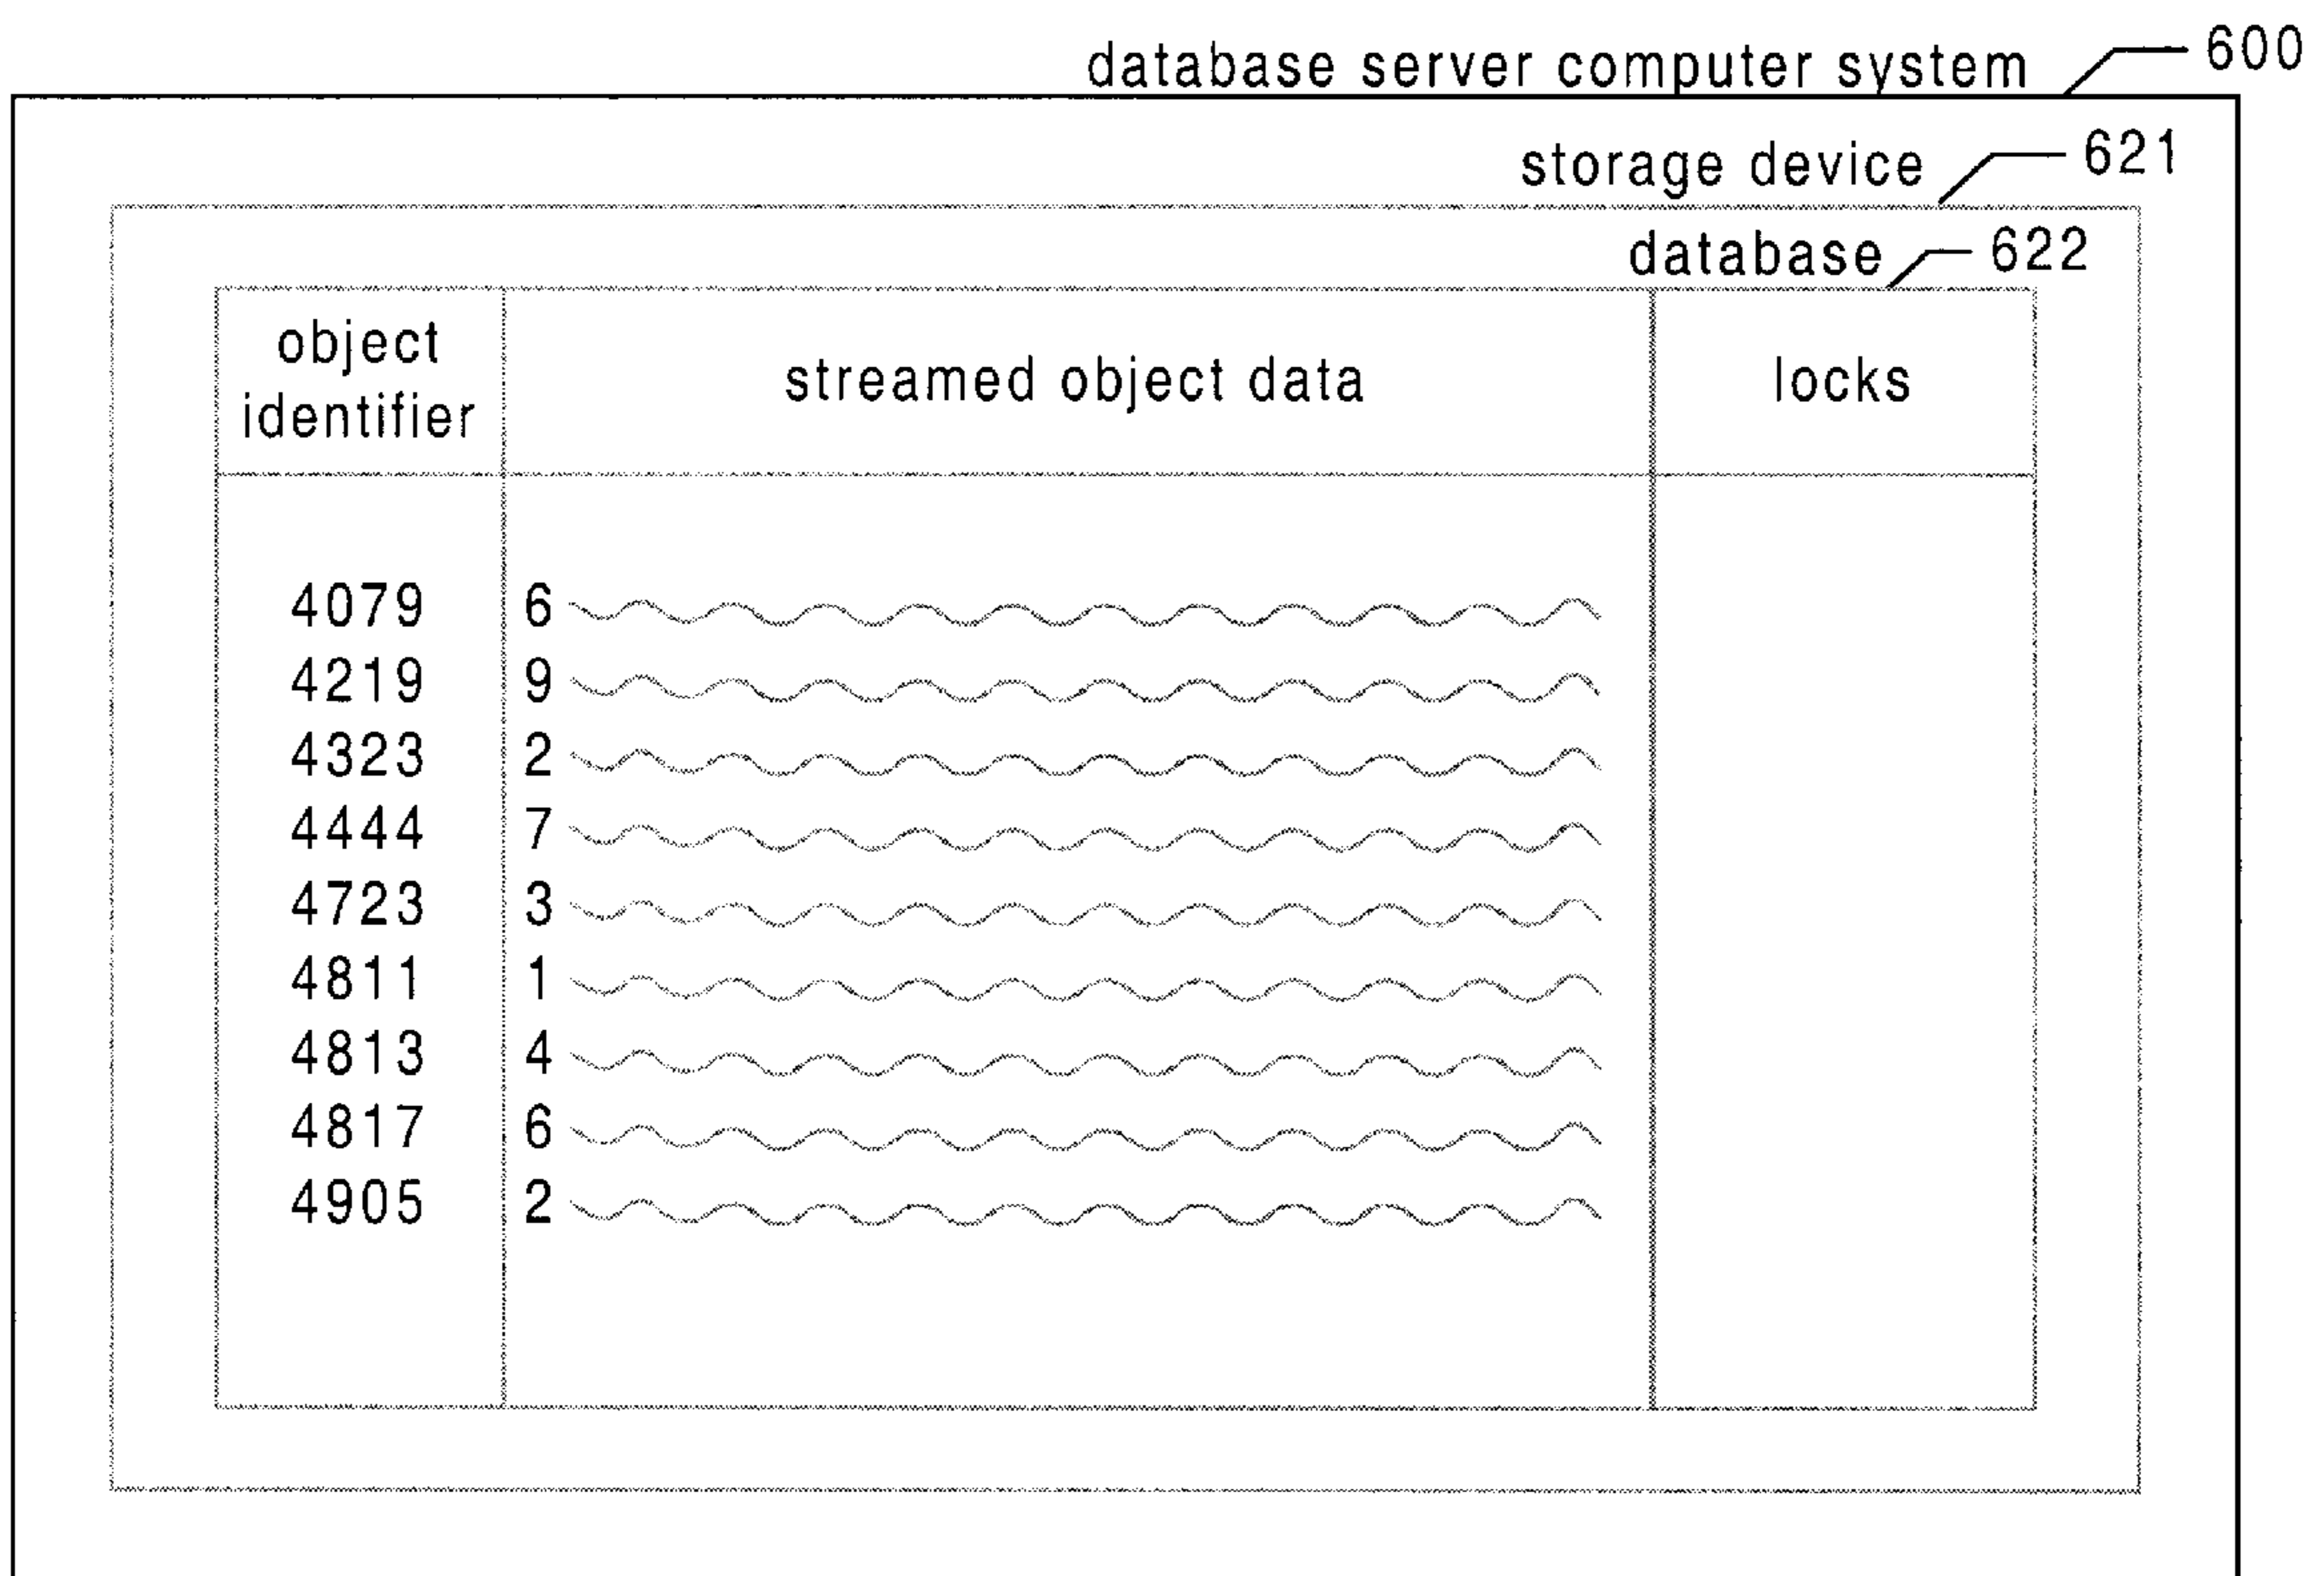 database server computer system 600
storage device 621
database 622
object
identifier
streamed object data
locks
4079 6
4219 9
4323 2
4444 7
4723 3
4811 1
4813 4
4817 6
4905 2